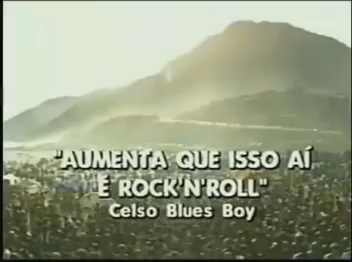 "AUMENTA QUE ISSO AÍ
É ROCK'N'ROLL"
Celso Blues Boy